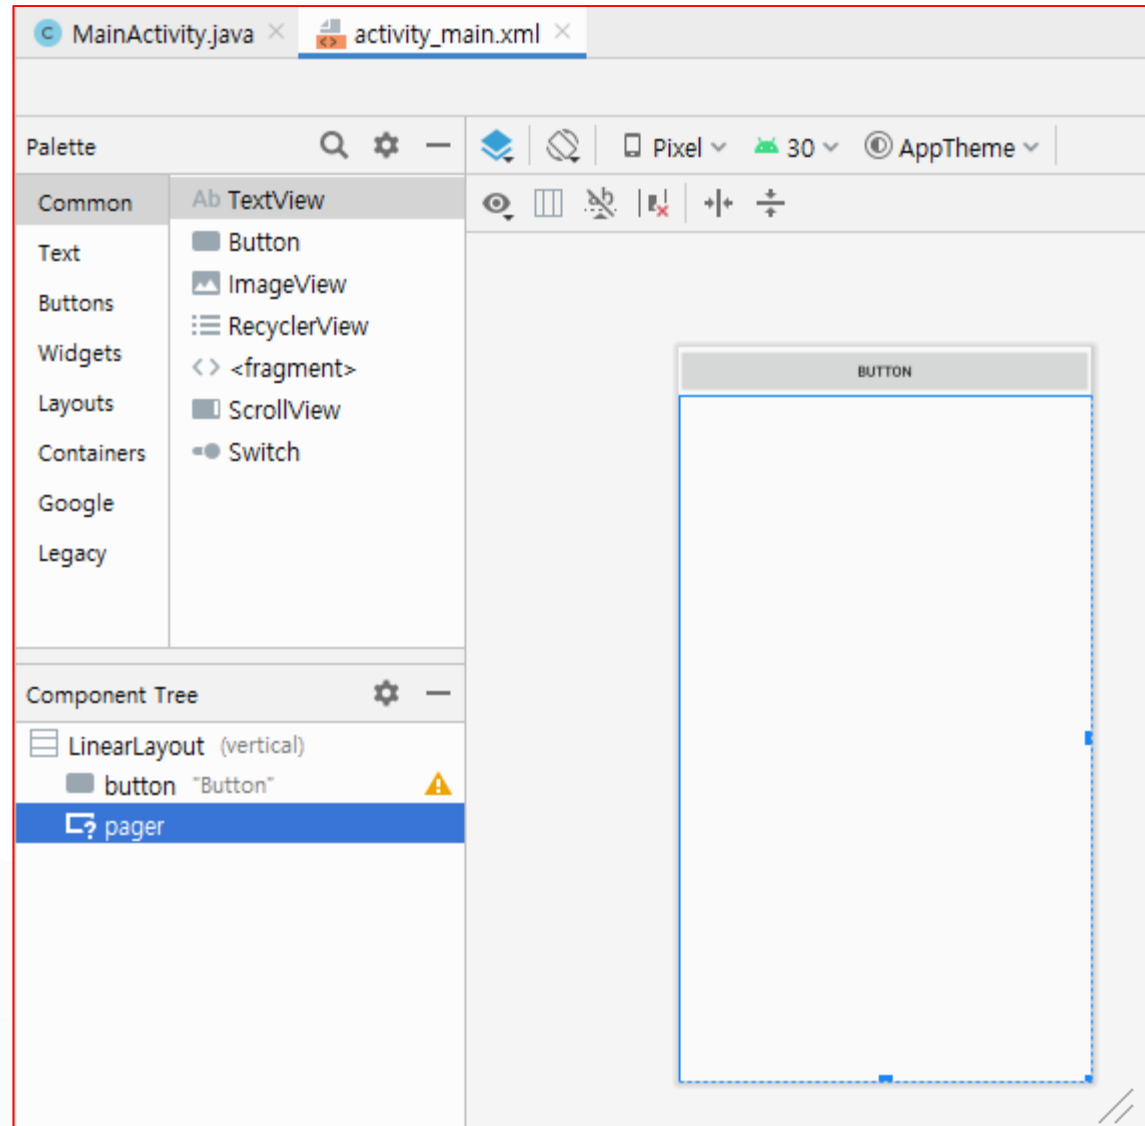 C MainActivity.java × activity_main.xml ×
Palette
Pixel 30 AppTheme
Common
Text
Buttons
Widgets
Layouts
Containers
Google
Legacy
Ab TextView
Button
ImageView
RecyclerView
<> <fragment>
ScrollView
Switch
BUTTON
Component Tree
LinearLayout (vertical)
button "Button"
pager